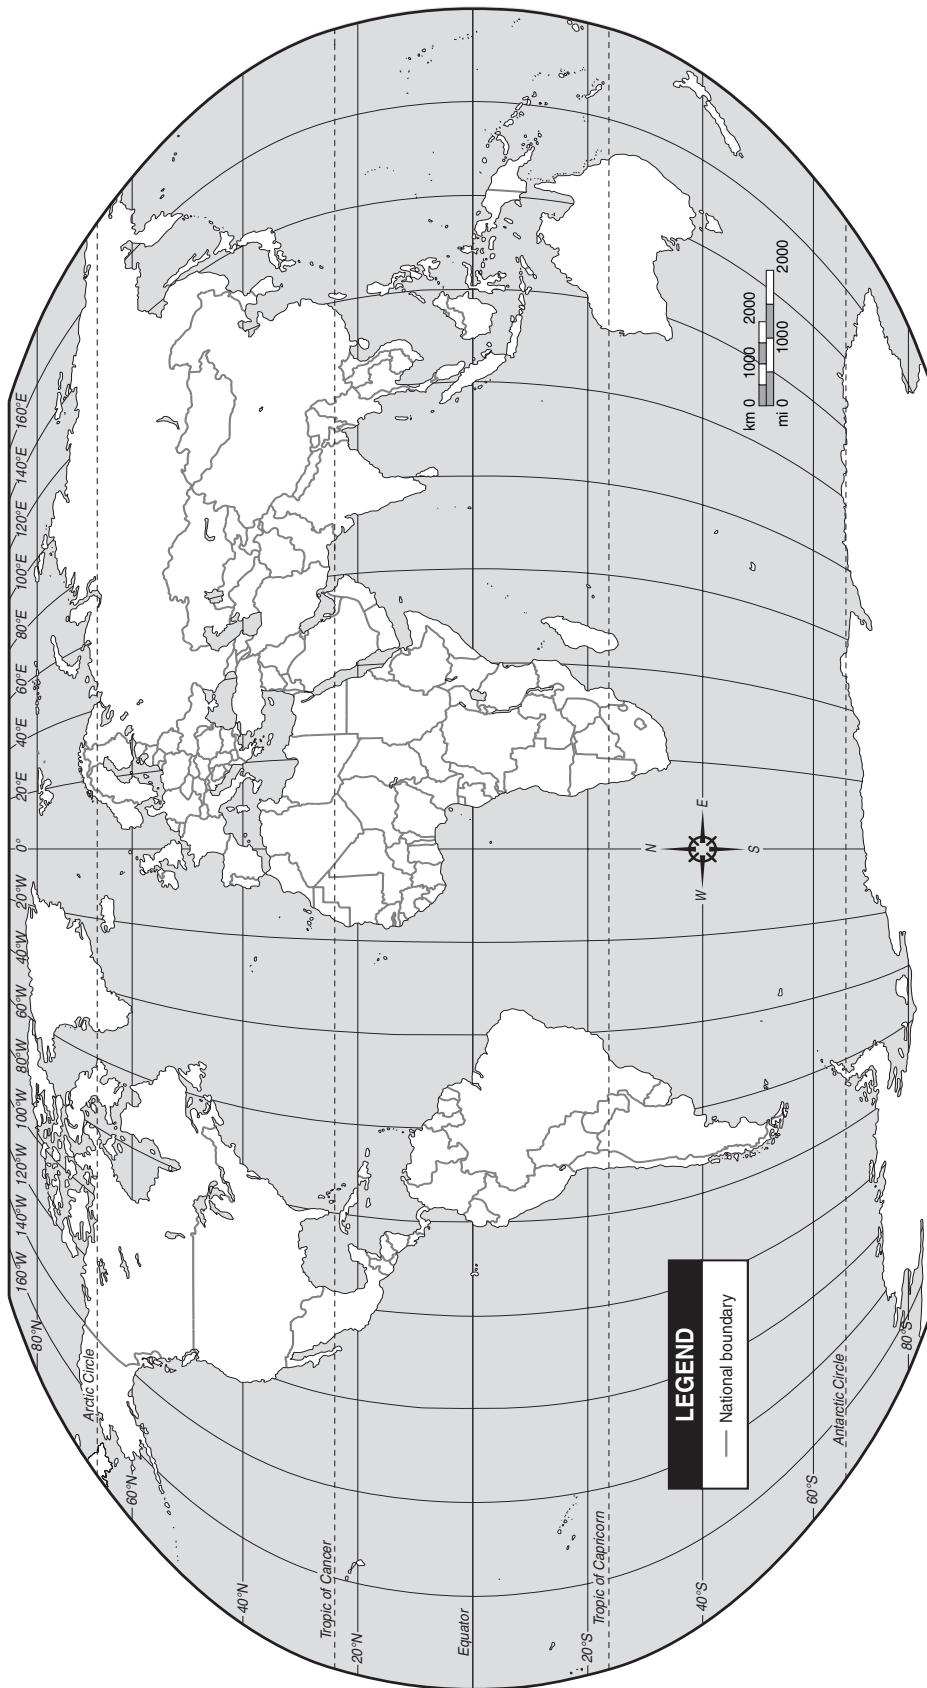 160°W
140°W
120°W
100°W
80°W
60°W
40°W
20°W
0°
20°E
40°E
60°E
80°E
100°E
120°E
140°E
160°E
80°N
Arctic Circle
60°N
40°N
Tropic of Cancer
20°N
Equator
20°S
Tropic of Capricorn
40°S
60°S
Antarctic Circle
80°S
N
W
E
S
km 0 1000 2000
mi 0 1000 2000
LEGEND
National boundary